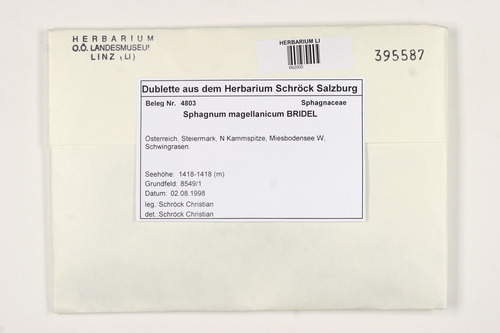 HERBARIUM
O.Ö. LANDESMUSEUM
LINZ (LI)
HERBARIUM LI
395587
Dublette aus dem Herbarium Schröck Salzburg
Beleg Nr. 4803 Sphagnaceae
Sphagnum magellanicum BRIDEL
Österreich, Steiermark, N Kammspitze, Miesbodensee W,
Schwingrasen.
Seehöhe: 1418-1418 (m)
Grundfeld: 8549/1
Datum: 02.08.1998
leg.:Schröck Christian
det.:Schröck Christian